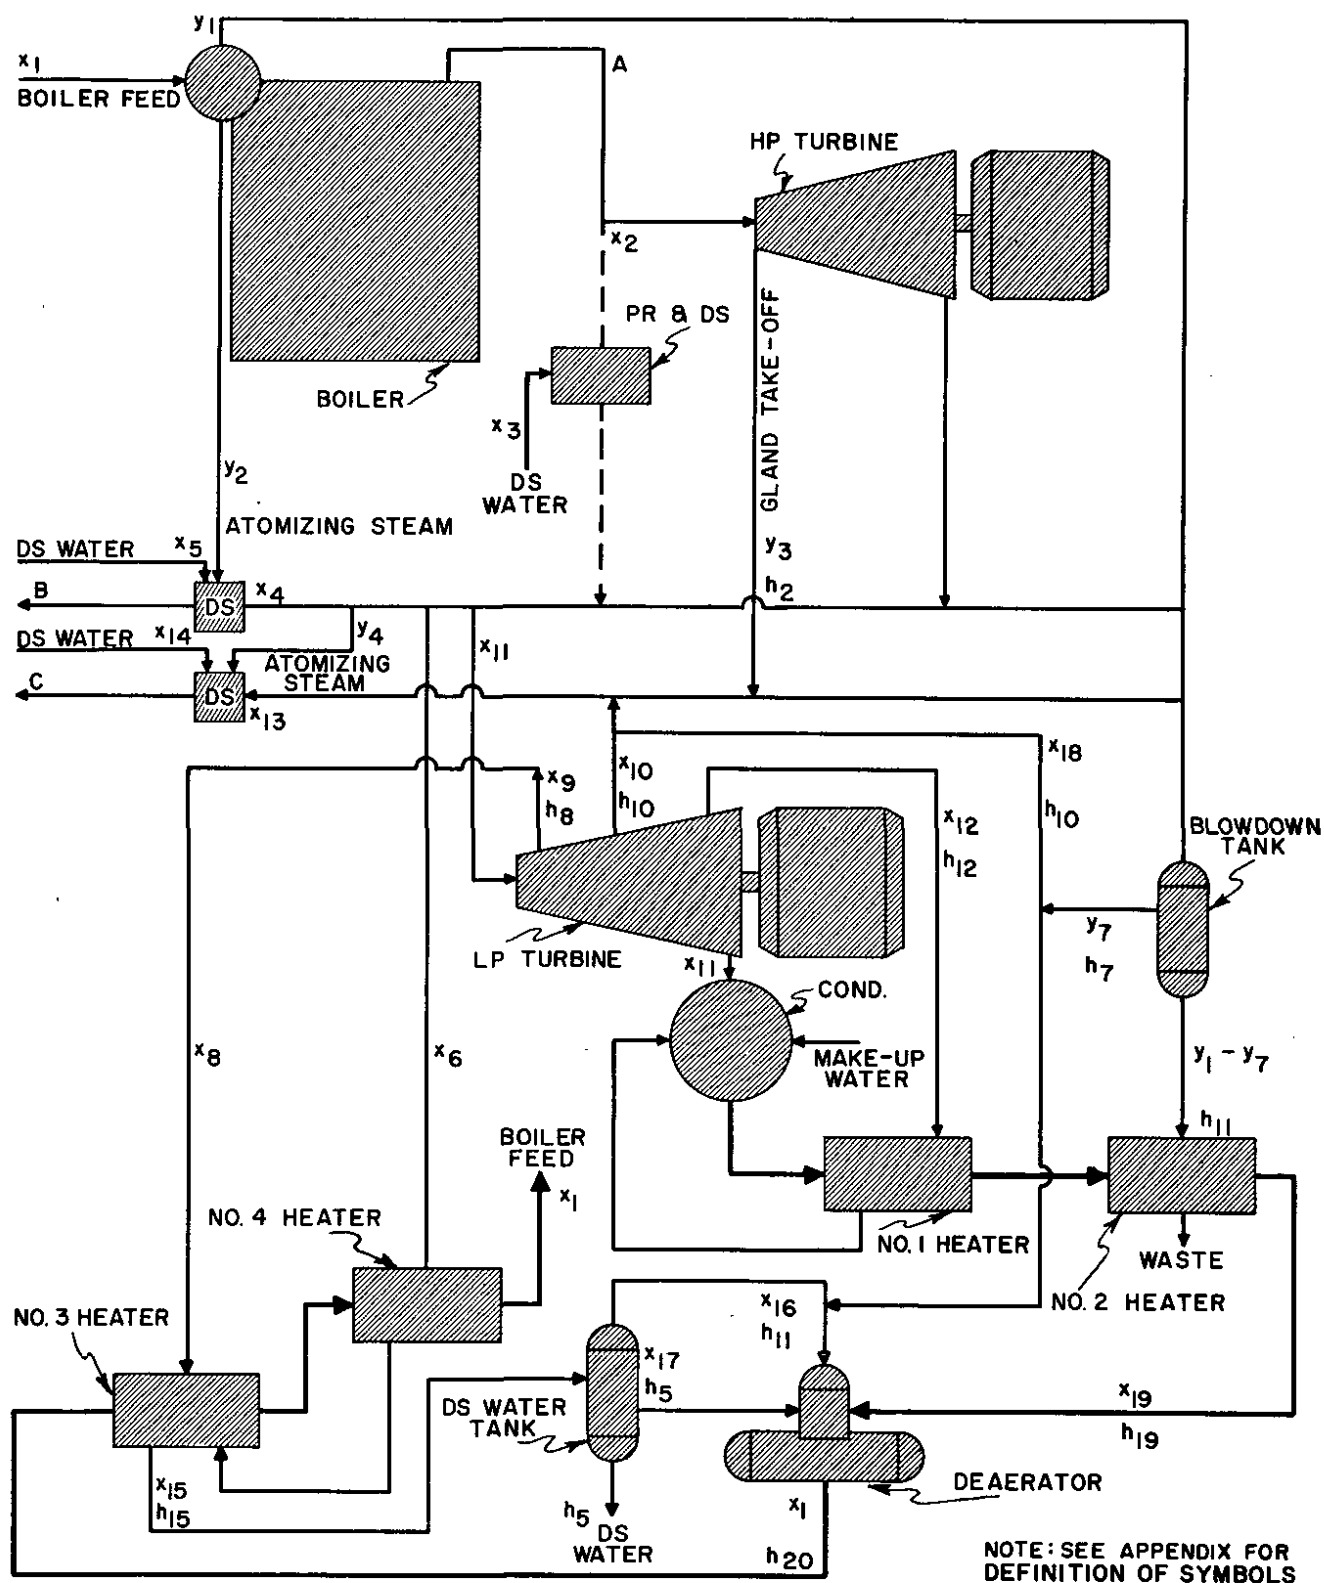 y1
x1
BOILER FEED
A
HP TURBINE
x2
PR & DS
BOILER
x3
DS
WATER
GLAND TAKE-OFF
y2
ATOMIZING STEAM
DS WATER
x5
y3
h2
B
DS
x4
DS WATER
x14
y4
x11
ATOMIZING
STEAM
C
DS
x13
x9
h8
x10
h10
x18
h10
x12
h12
BLOWDOWN
TANK
LP TURBINE
x11
COND.
y7
h7
x8
x6
MAKE-UP
WATER
y1 - y7
h11
BOILER
FEED
x1
NO. 4 HEATER
NO. 1 HEATER
WASTE
NO. 2 HEATER
NO. 3 HEATER
x16
h11
x17
h5
DS WATER
TANK
x19
h19
x15
h15
DEAERATOR
x1
h5
DS
WATER
h20
NOTE: SEE APPENDIX FOR
DEFINITION OF SYMBOLS